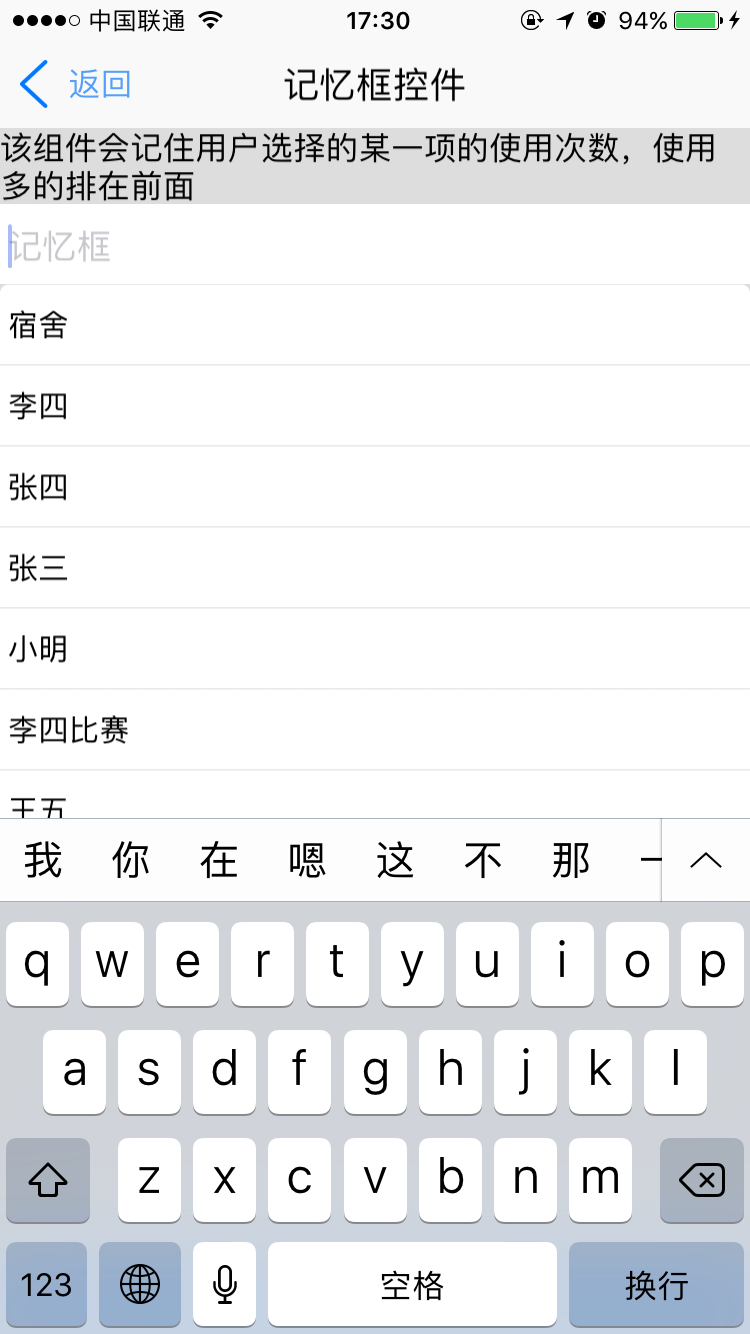 中国联通 17:30 94%
返回 记忆框控件
该组件会记住用户选择的某一项的使用次数，使用
多的排在前面
记忆框
宿舍
李四
张四
张三
小明
李四比赛
王五
我 你 在 嗯 这 不 那 一
q w e r t y u i o p
a s d f g h j k l
z x c v b n m
123 空格 换行